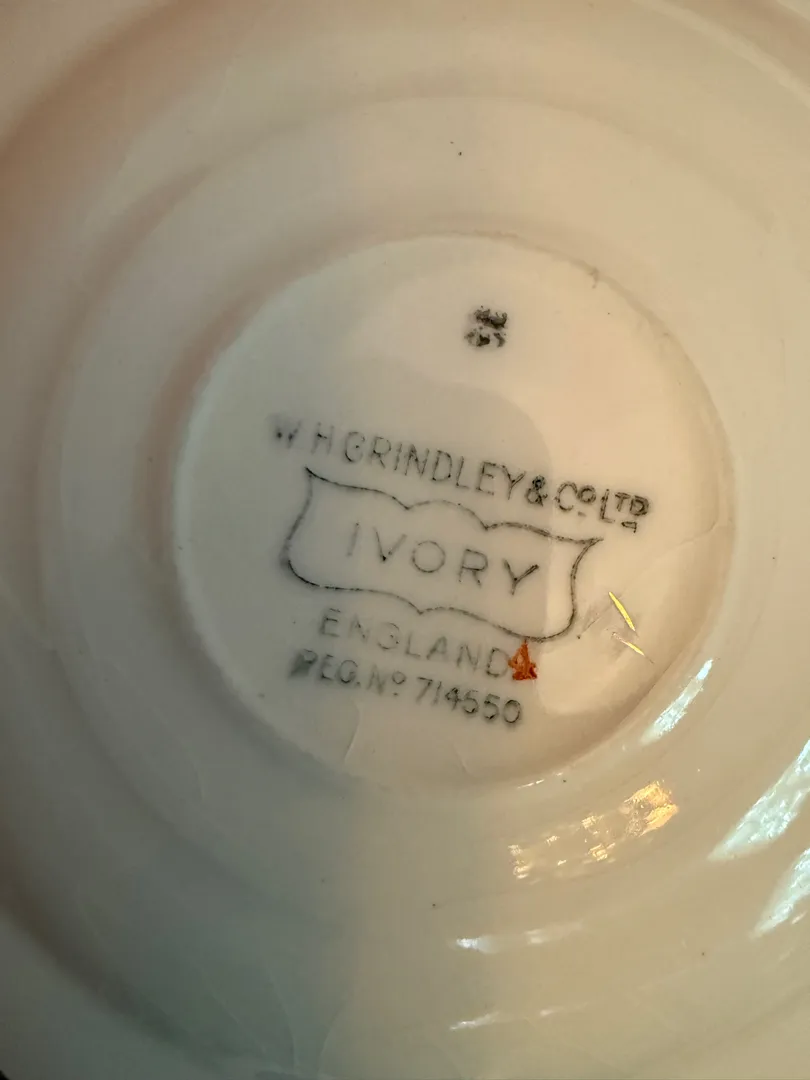 W H GRINDLEY & Cº LTD
IVORY
ENGLAND
REG. Nº 714550